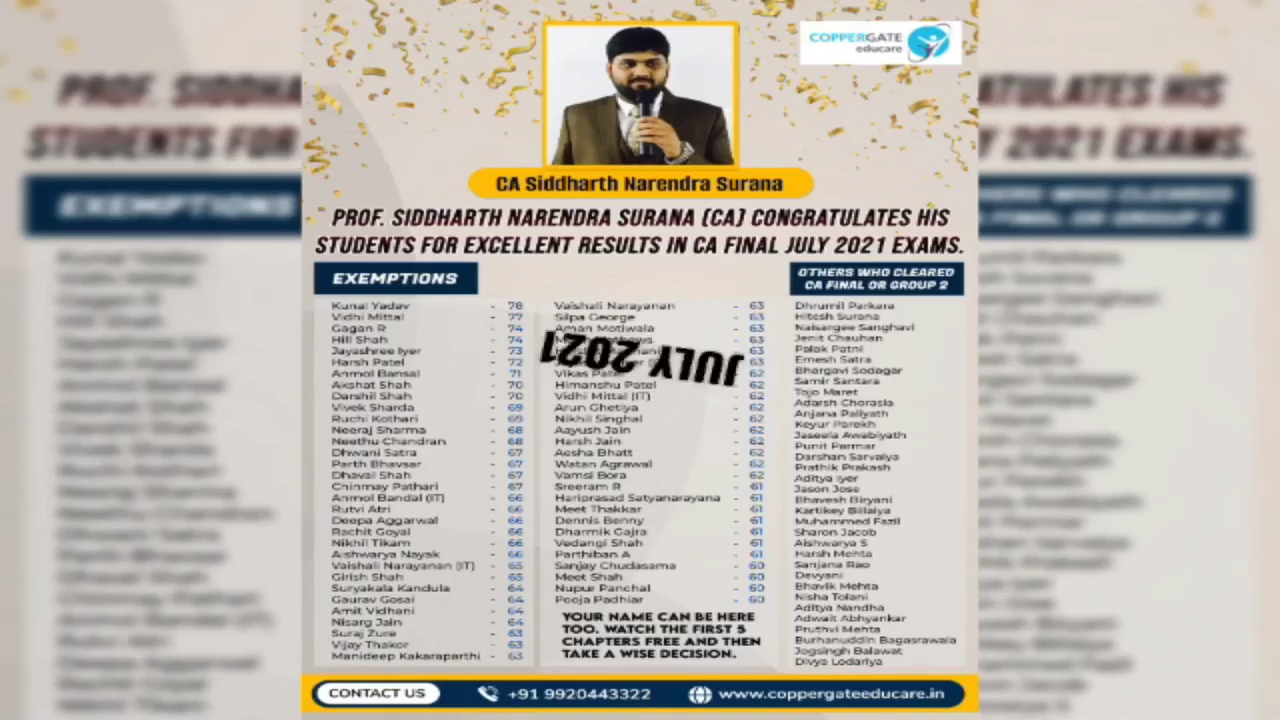 COPPERGATE
educare
CA Siddharth Narendra Surana
PROF. SIDDHARTH NARENDRA SURANA (CA) CONGRATULATES HIS
STUDENTS FOR EXCELLENT RESULTS IN CA FINAL JULY 2021 EXAMS.
EXEMPTIONS
Kunal Yadav - 78
Vidhi Mittal - 77
Gagan R - 74
Hill Shah - 74
Jayashree Iyer - 73
Harsh Patel - 72
Anmol Bansal - 71
Akshat Shah - 70
Darshil Shah - 70
Vivek Sharda - 69
Ruchi Kothari - 69
Neeraj Sharma - 68
Neethu Chandran - 68
Dhwani Satra - 67
Parth Bhavsar - 67
Dhaval Shah - 67
Chinmay Pathari - 67
Anmol Bandal (IT) - 66
Rutvi Atri - 66
Deepa Aggarwal - 66
Rachit Goyal - 66
Nikhil Tikam - 66
Aishwarya Nayak - 66
Vaishali Narayanan (IT) - 65
Girish Shah - 65
Suryakala Kandula - 64
Gaurav Gosai - 64
Amit Vidhani - 64
Nisarg Jain - 64
Suraj Zure - 63
Vijay Thakor - 63
Manideep Kakaraparthi - 63
Vaishali Narayanan - 63
Silpa George - 63
Aman Motiwala - 63
63
63
63
Vikas - 62
Himanshu Patel - 62
Vidhi Mittal (IT) - 62
Arun Ghetiya - 62
Nikhil Singhal - 62
Aayush Jain - 62
Harsh Jain - 62
Aesha Bhatt - 62
Watan Agrawal - 62
Vamsi Bora - 62
Sreeram R - 61
Hariprasad Satyanarayana - 61
Meet Thakkar - 61
Dennis Benny - 61
Dharmik Gajra - 61
Vedangi Shah - 61
Parthiban A - 61
Sanjay Chudasama - 60
Meet Shah - 60
Nupur Panchal - 60
Pooja Padhiar - 60
JULY 2021
YOUR NAME CAN BE HERE
TOO. WATCH THE FIRST 5
CHAPTERS FREE AND THEN
TAKE A WISE DECISION.
OTHERS WHO CLEARED
CA FINAL OR GROUP 2
Dhrumil Parkara
Hitesh Surana
Naisargee Sanghavi
Jenit Chauhan
Palak Patni
Emesh Satra
Bhargavi Sodagar
Samir Santara
Tojo Maret
Adarsh Chorasia
Anjana Paliyath
Keyur Parekh
Jaseela Awabiyath
Punit Parmar
Darshan Sarvaiya
Prathik Prakash
Aditya Iyer
Jason Jose
Bhavesh Biryani
Kartikey Billaiya
Muhammed Fazil
Sharon Jacob
Aishwarya S
Harsh Mehta
Sanjana Rao
Devyani
Bhavik Mehta
Nisha Tolani
Aditya Nandha
Adwait Abhyankar
Pruthvi Mehta
Burhanuddin Bagasrawala
Jogsingh Balawat
Divya Lodariya
CONTACT US
+91 9920443322
www.coppergateeducare.in